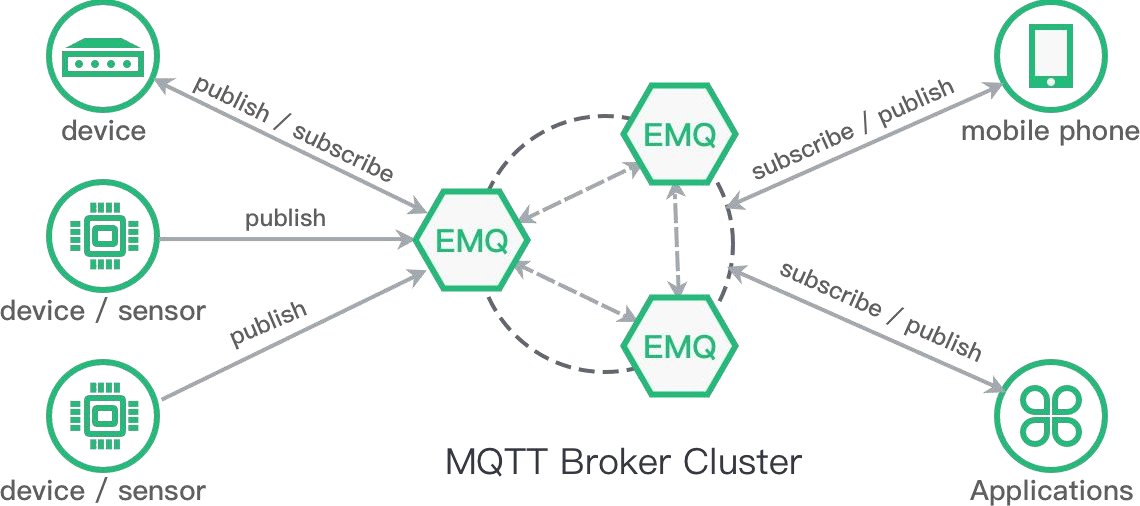 device
publish / subscribe
publish
device / sensor
publish
device / sensor
EMQ
EMQ
EMQ
MQTT Broker Cluster
subscribe / publish
mobile phone
subscribe / publish
Applications